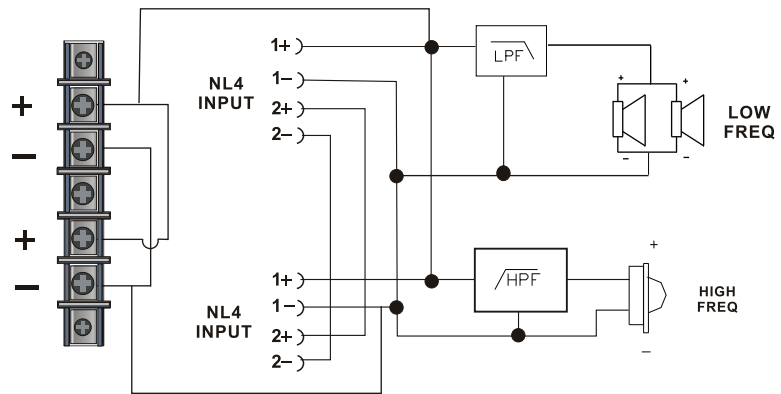 +
−
+
−
NL4
INPUT
1+
1−
2+
2−
LPF
+
+
−
−
LOW
FREQ
NL4
INPUT
1+
1−
2+
2−
HPF
+
−
HIGH
FREQ